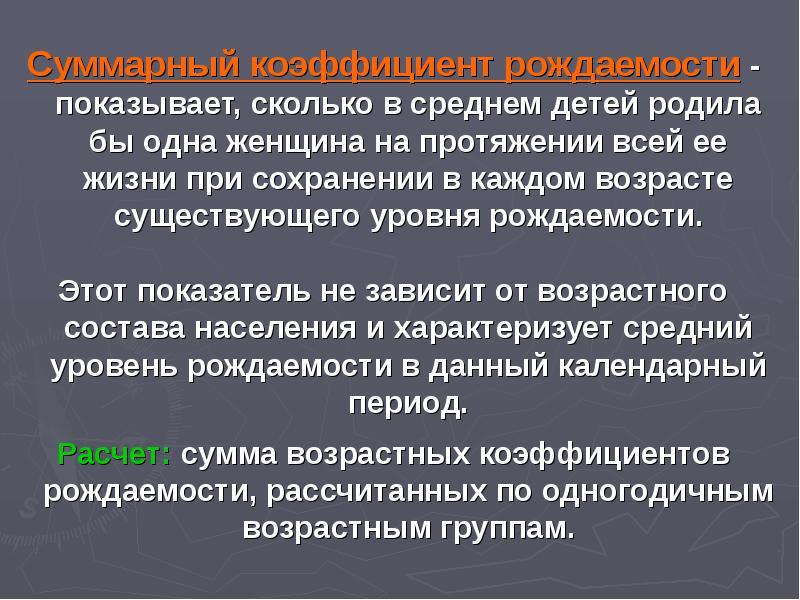 Суммарный коэффициент рождаемости -
показывает, сколько в среднем детей родила
бы одна женщина на протяжении всей ее
жизни при сохранении в каждом возрасте
существующего уровня рождаемости.
Этот показатель не зависит от возрастного
состава населения и характеризует средний
уровень рождаемости в данный календарный
период.
Расчет: сумма возрастных коэффициентов
рождаемости, рассчитанных по одногодичным
возрастным группам.